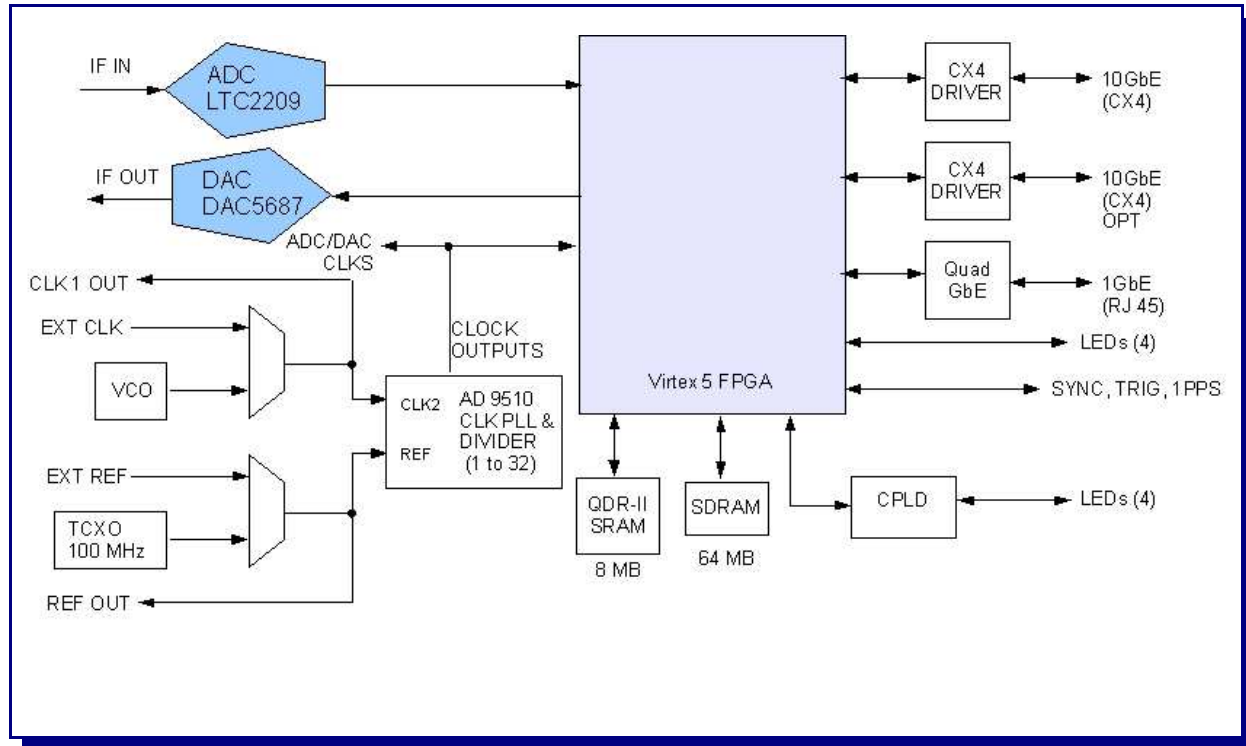 IF IN
ADC
LTC2209
IF OUT
DAC
DAC5687
ADC/DAC
CLKS
CLK1 OUT
EXT CLK
VCO
CLOCK
OUTPUTS
CLK2
REF
AD 9510
CLK PLL &
DIVIDER
(1 to 32)
EXT REF
TCXO
100 MHz
REF OUT
Virtex 5 FPGA
CX4
DRIVER
10GbE
(CX4)
CX4
DRIVER
10GbE
(CX4)
OPT
Quad
GbE
1GbE
(RJ 45)
LEDs (4)
SYNC, TRIG, 1PPS
QDR-II
SRAM
8 MB
SDRAM
64 MB
CPLD
LEDs (4)